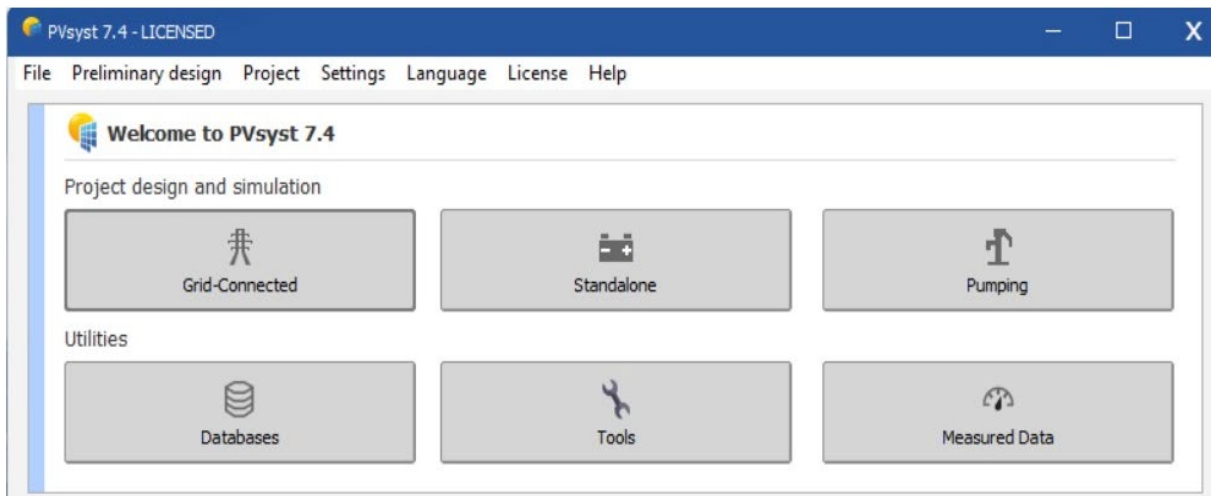 PVsyst 7.4 - LICENSED
File Preliminary design Project Settings Language License Help
Welcome to PVsyst 7.4
Project design and simulation
Grid-Connected Standalone Pumping
Utilities
Databases Tools Measured Data